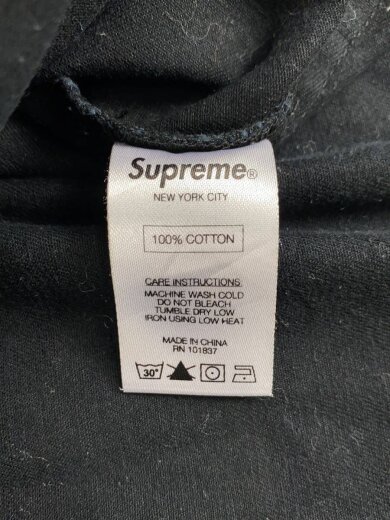 Supreme®
NEW YORK CITY
100% COTTON
CARE INSTRUCTIONS
MACHINE WASH COLD
DO NOT BLEACH
TUMBLE DRY LOW
IRON USING LOW HEAT
MADE IN CHINA
RN 101837
30°